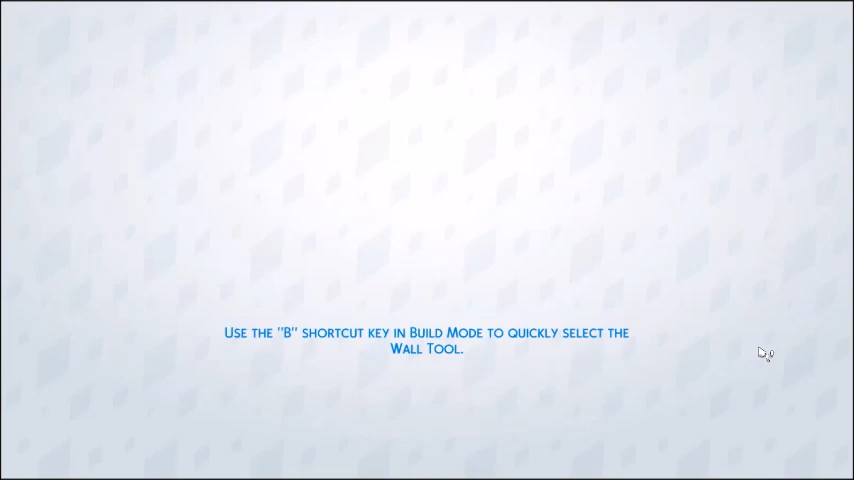 Use the "B" shortcut key in Build Mode to quickly select the
Wall Tool.